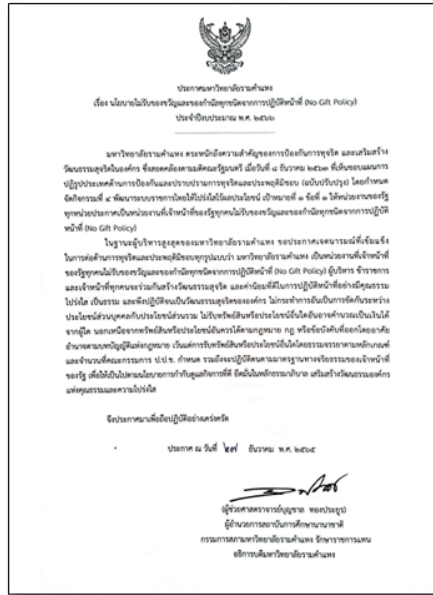 ประกาศมหาวิทยาลัยรามคำแหง
เรื่อง นโยบายไม่รับของขวัญและของกำนัลทุกชนิดจากการปฏิบัติหน้าที่ (No Gift Policy)
ประจำปีงบประมาณ พ.ศ. ๒๕๖๖
มหาวิทยาลัยรามคำแหง ตระหนักถึงความสำคัญของการป้องกันการทุจริต และเสริมสร้าง
วัฒนธรรมสุจริตในองค์กร ซึ่งสอดคล้องตามมติคณะรัฐมนตรี เมื่อวันที่ ๘ ธันวาคม ๒๕๖๓ ที่เห็นชอบแผนการ
ปฏิรูปประเทศด้านการป้องกันและปราบปรามการทุจริตและประพฤติมิชอบ (ฉบับปรับปรุง) โดยกำหนด
จัดกิจกรรมที่ ๔ พัฒนาระบบราชการไทยให้โปร่งใสไร้ผลประโยชน์ เป้าหมายที่ ๑ ข้อที่ ๑ ให้หน่วยงานของรัฐ
ทุกหน่วยประกาศเป็นหน่วยงานที่เจ้าหน้าที่ของรัฐทุกคนไม่รับของขวัญและของกำนัลทุกชนิดจากการปฏิบัติ
หน้าที่ (No Gift Policy)
ในฐานะผู้บริหารสูงสุดของมหาวิทยาลัยรามคำแหง ขอประกาศเจตนารมณ์ที่เข้มแข็ง
ในการต่อต้านการทุจริตและประพฤติมิชอบทุกรูปแบบว่า มหาวิทยาลัยรามคำแหง เป็นหน่วยงานที่เจ้าหน้าที่
ของรัฐทุกคนไม่รับของขวัญและของกำนัลทุกชนิดจากการปฏิบัติหน้าที่ (No Gift Policy) ผู้บริหาร ข้าราชการ
และเจ้าหน้าที่ทุกคนจะร่วมกันสร้างวัฒนธรรมสุจริต และค่านิยมที่ดีในการปฏิบัติหน้าที่อย่างมีคุณธรรม
โปร่งใส เป็นธรรม และพึงปฏิบัติจนเป็นวัฒนธรรมสุจริตขององค์กร ไม่กระทำการอันเป็นการขัดกันระหว่าง
ประโยชน์ส่วนบุคคลกับประโยชน์ส่วนรวม ไม่รับทรัพย์สินหรือประโยชน์อื่นใดอันอาจคำนวณเป็นเงินได้
จากผู้ใด นอกเหนือจากทรัพย์สินหรือประโยชน์อันควรได้ตามกฎหมาย กฎ หรือข้อบังคับที่ออกโดยอาศัย
อำนาจตามบทบัญญัติแห่งกฎหมาย เว้นแต่การรับทรัพย์สินหรือประโยชน์อื่นใดโดยธรรมจรรยาตามหลักเกณฑ์
และจำนวนที่คณะกรรมการ ป.ป.ช. กำหนด รวมถึงจะปฏิบัติตนตามมาตรฐานทางจริยธรรมของเจ้าหน้าที่
ของรัฐ เพื่อให้เป็นไปตามนโยบายการกำกับดูแลกิจการที่ดี ยึดมั่นในหลักธรรมาภิบาล เสริมสร้างวัฒนธรรมองค์กร
แห่งคุณธรรมและความโปร่งใส
จึงประกาศมาเพื่อถือปฏิบัติอย่างเคร่งครัด
ประกาศ ณ วันที่ ๒๗ ธันวาคม พ.ศ. ๒๕๖๕
(ผู้ช่วยศาสตราจารย์บุญชาล ทองประยูร)
ผู้อำนวยการสถาบันการศึกษานานาชาติ
กรรมการสภามหาวิทยาลัยรามคำแหง รักษาราชการแทน
อธิการบดีมหาวิทยาลัยรามคำแหง